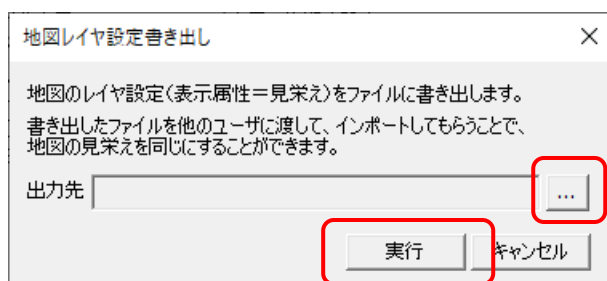 地図レイヤ設定書き出し
地図のレイヤ設定(表示属性＝見栄え)をファイルに書き出します。
書き出したファイルを他のユーザに渡して、インポートしてもらうことで、
地図の見栄えを同じにすることができます。
出力先
...
実行
キャンセル